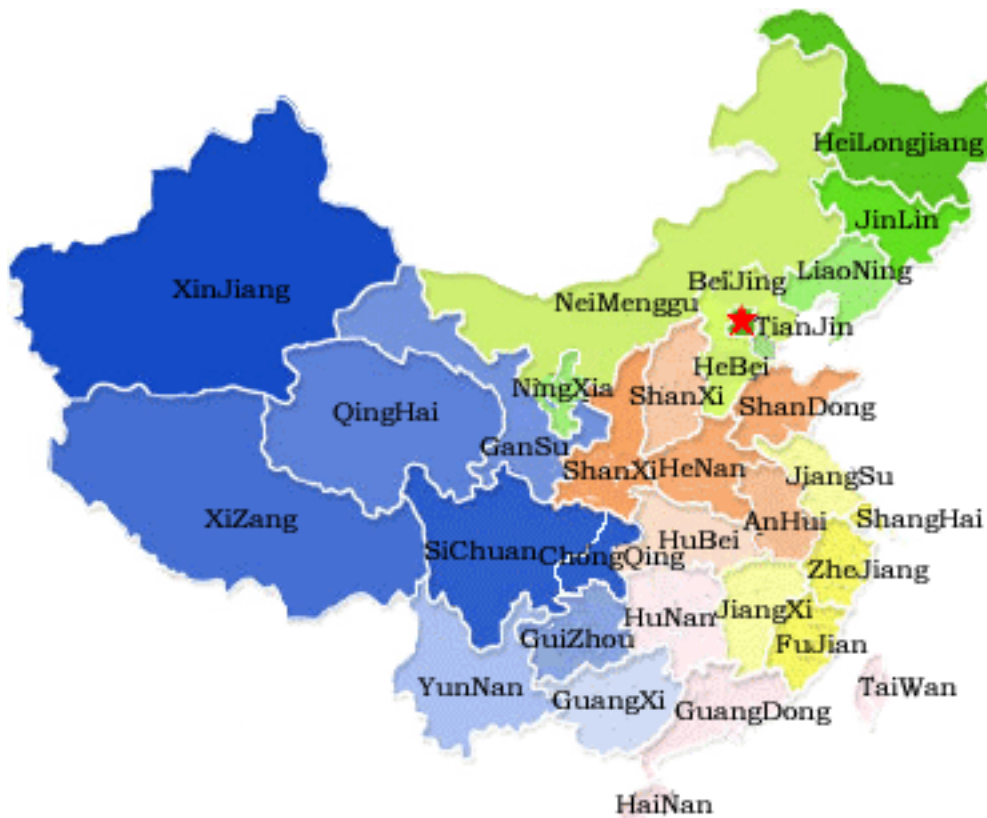 HeiLongjiang
JinLin
LiaoNing
BeiJing
XinJiang
NeiMenggu
TianJin
HeBei
NingXia
ShanXi
ShanDong
QingHai
GanSu
ShanXi
HeNan
JiangSu
XiZang
AnHui
ShangHai
HuBei
SiChuan
ChongQing
ZheJiang
JiangXi
HuNan
GuiZhou
FuJian
YunNan
TaiWan
GuangXi
GuangDong
HaiNan